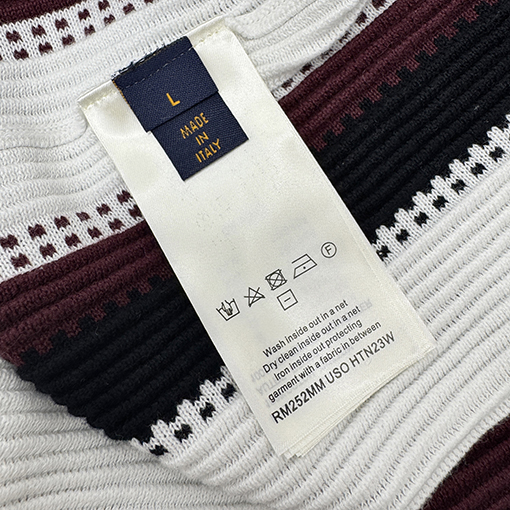 L
MADE
IN
ITALY
F
Wash inside out in a net
Dry clean inside out in a net
Iron inside out protecting
garment with a fabric in between
RM252MM USO HTN23W